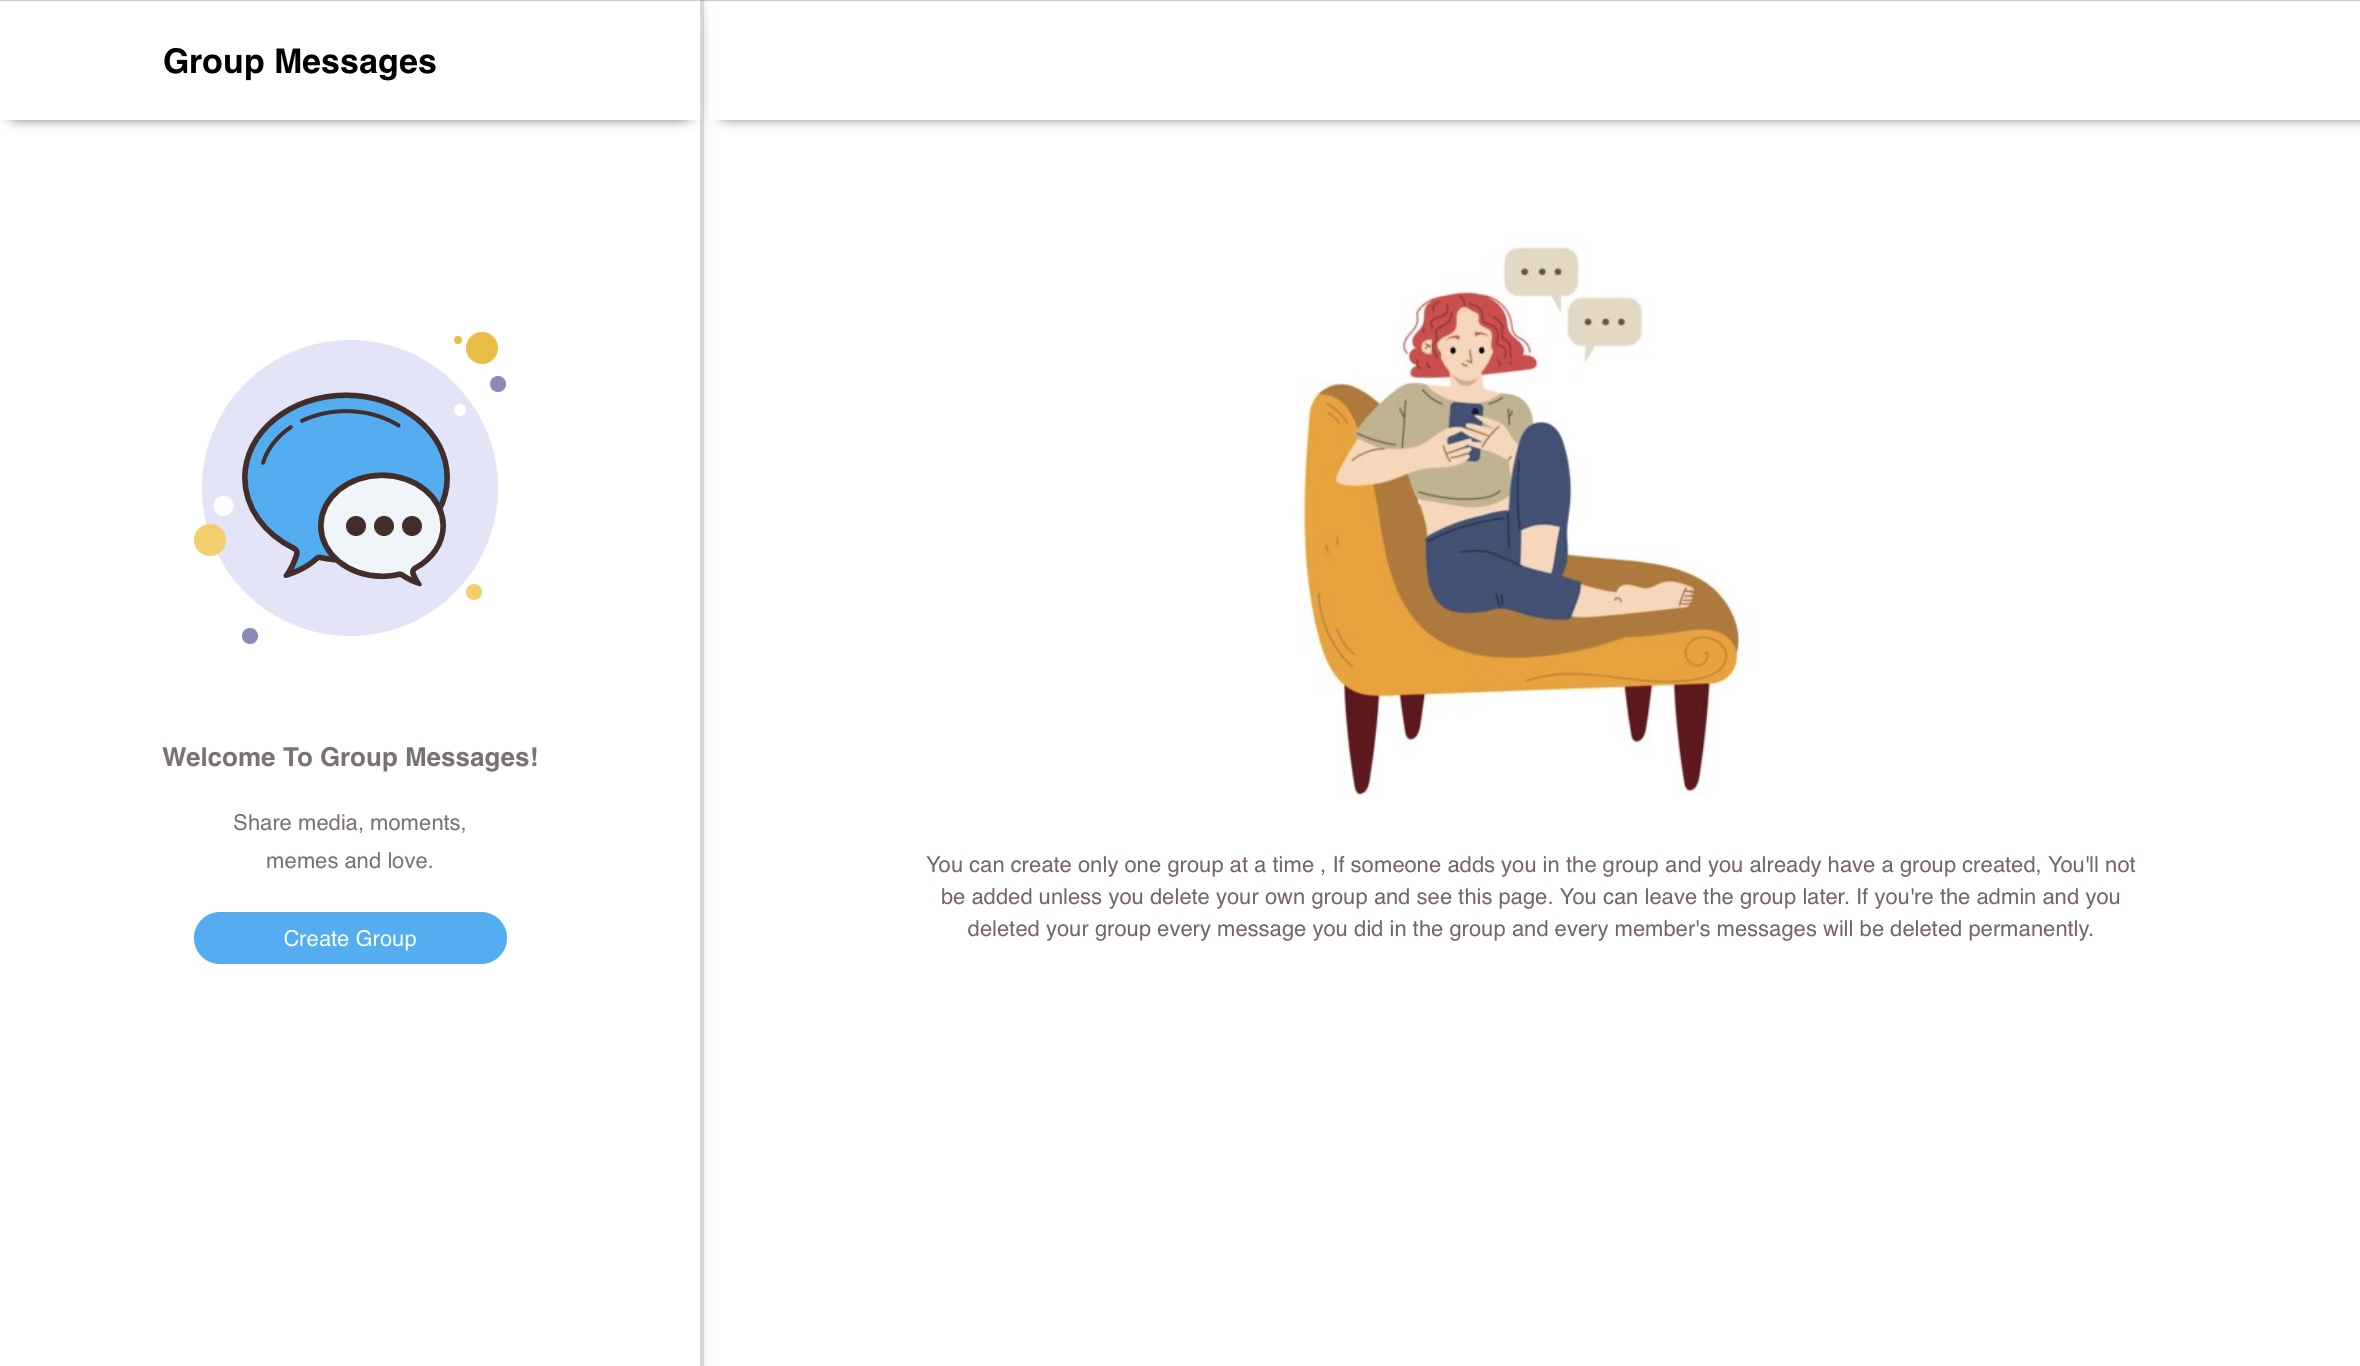 Group Messages
Welcome To Group Messages!
Share media, moments,
memes and love.
Create Group
You can create only one group at a time , If someone adds you in the group and you already have a group created, You'll not
be added unless you delete your own group and see this page. You can leave the group later. If you're the admin and you
deleted your group every message you did in the group and every member's messages will be deleted permanently.